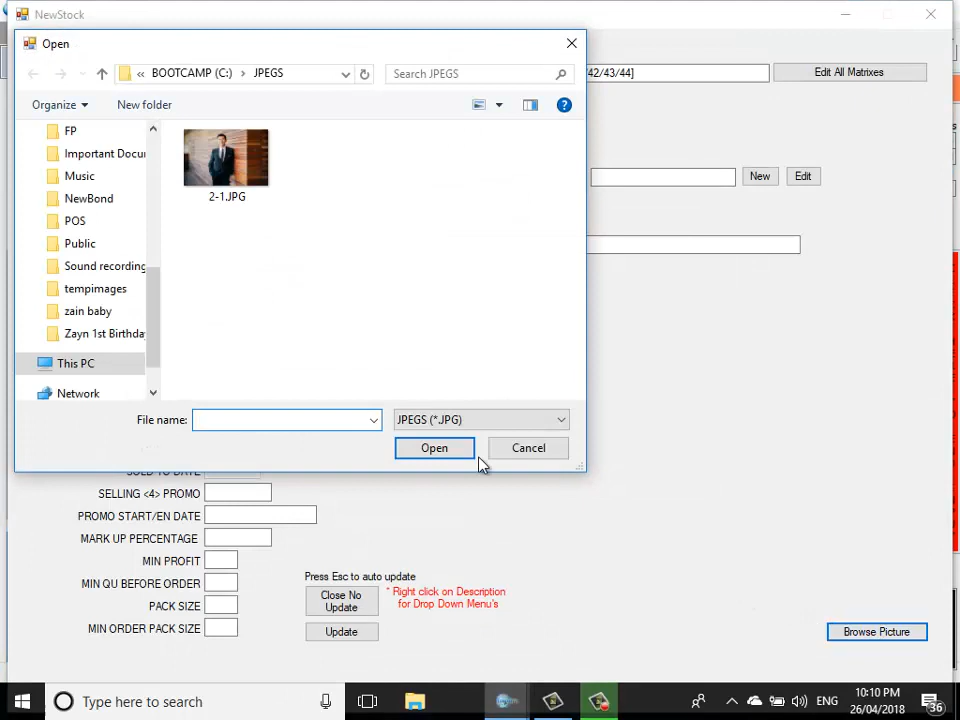 NewStock
Open
« BOOTCAMP (C:) > JPEGS
Search JPEGS
/42/43/44]
Edit All Matrixes
Organize
New folder
FP
Important Docu
Music
NewBond
POS
Public
Sound recording
tempimages
zain baby
Zayn 1st Birthda
This PC
Network
2-1.JPG
New
Edit
File name:
JPEGS (*.JPG)
Open
Cancel
SOLD TO DATE
SELLING <4> PROMO
PROMO START/EN DATE
MARK UP PERCENTAGE
MIN PROFIT
MIN QU BEFORE ORDER
PACK SIZE
MIN ORDER PACK SIZE
Press Esc to auto update
Close No
Update
* Right click on Description
for Drop Down Menu's
Update
Browse Picture
Type here to search
ENG
10:10 PM
26/04/2018
36